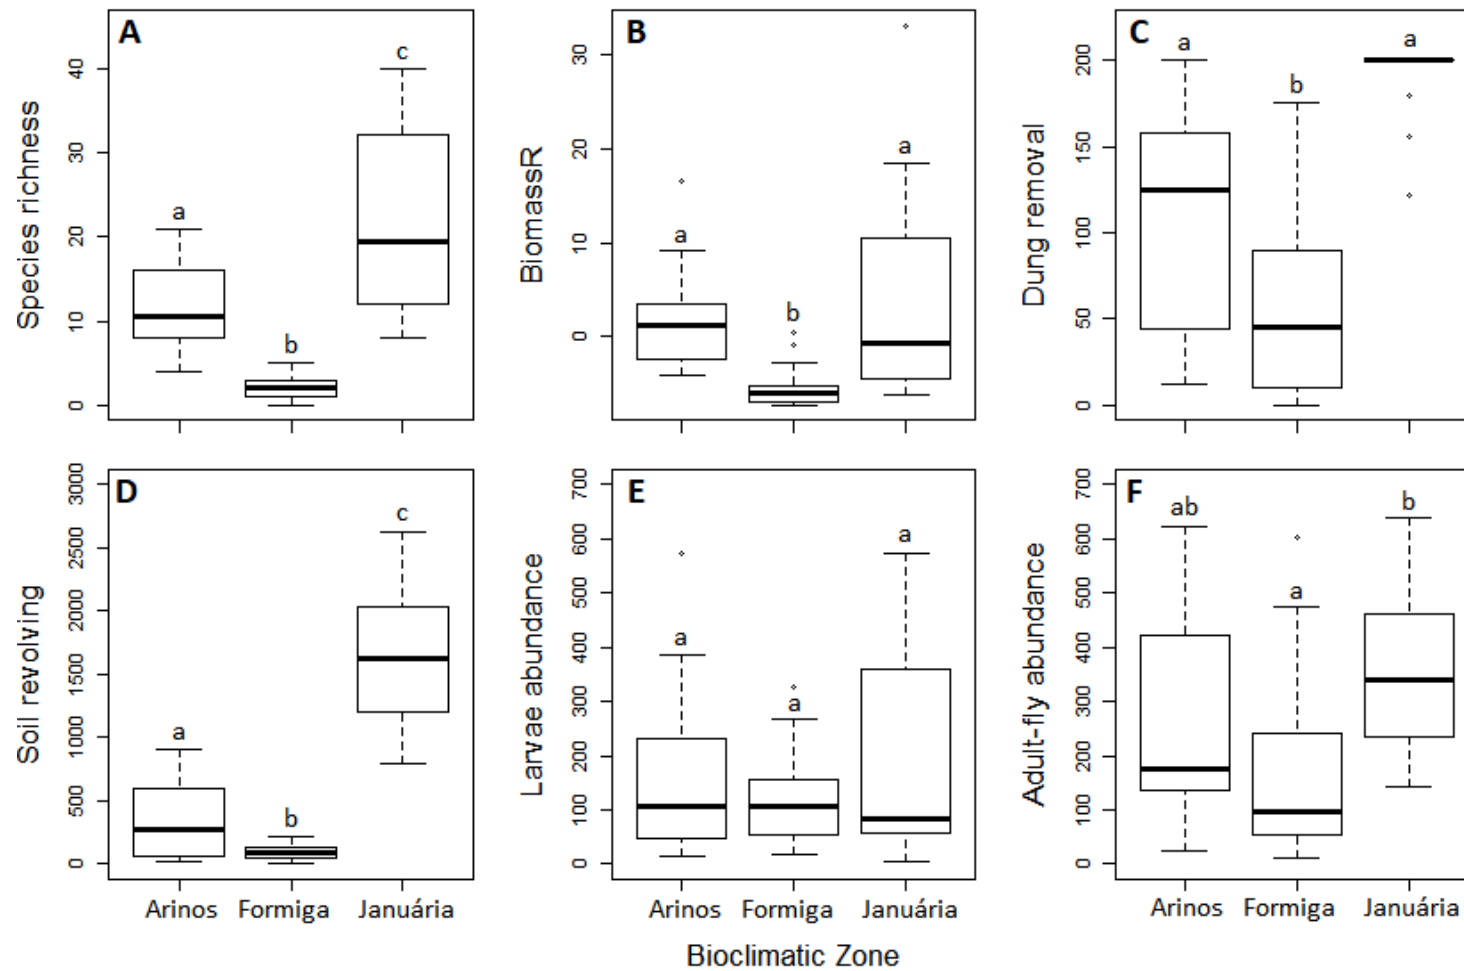 A
Species richness
0 10 20 30 40
a b c
B
BiomassR
0 10 20 30
a b a
C
Dung removal
0 50 100 150 200
a b a
D
Soil revolving
0 500 1000 1500 2000 2500 3000
a b c
Arinos Formiga Januária
E
Larvae abundance
0 100 200 300 400 500 600 700
a a a
Arinos Formiga Januária
F
Adult-fly abundance
0 100 200 300 400 500 600 700
ab a b
Arinos Formiga Januária
Bioclimatic Zone